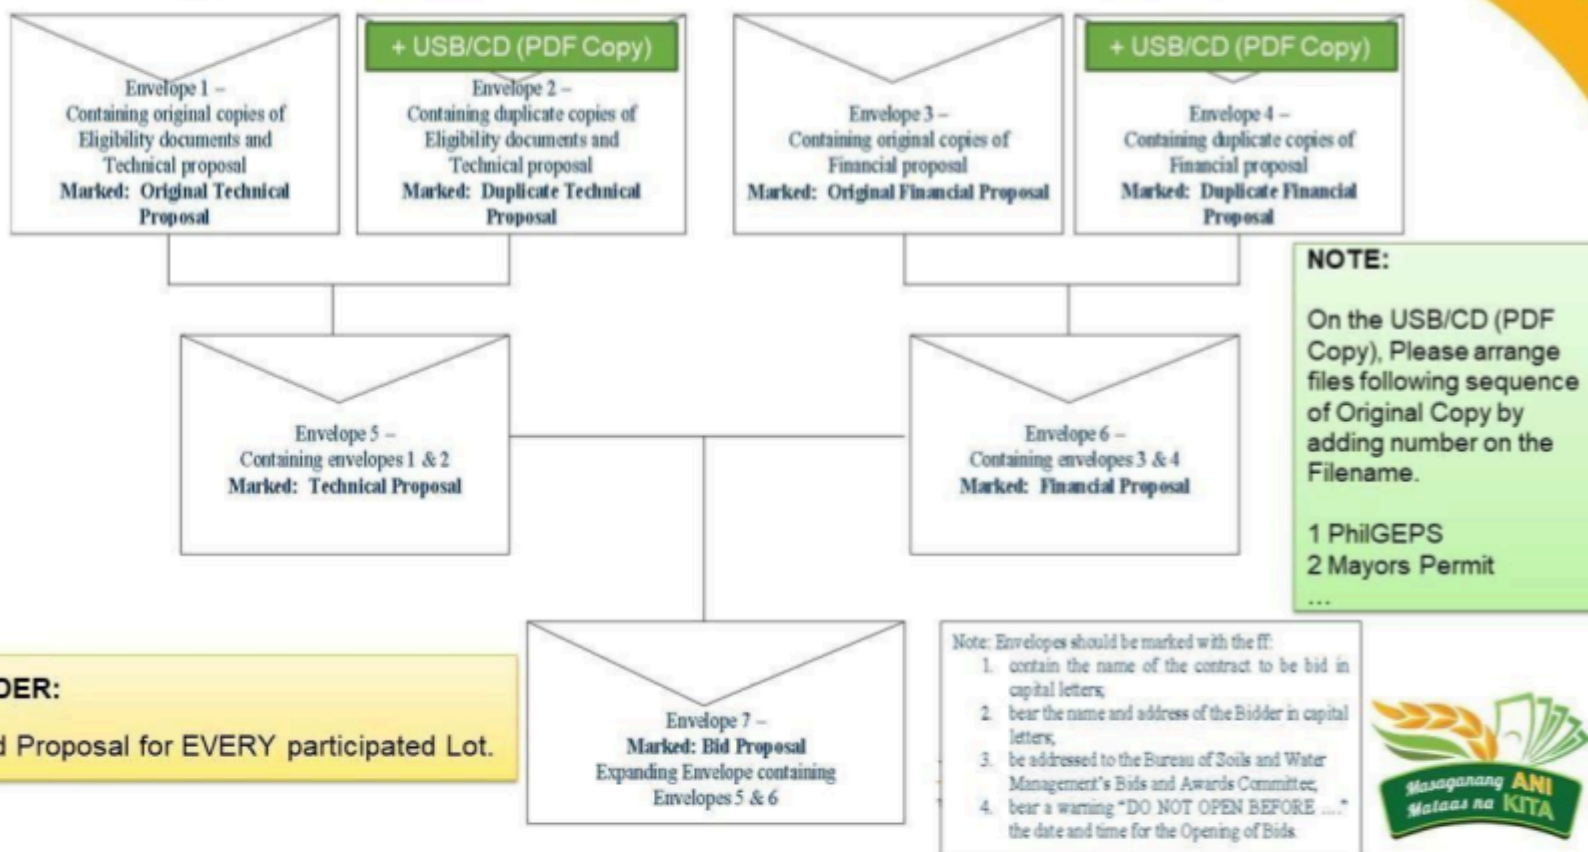 + USB/CD (PDF Copy)
+ USB/CD (PDF Copy)
Envelope 1 –
Containing original copies of
Eligibility documents and
Technical proposal
Marked: Original Technical
Proposal
Envelope 2 –
Containing duplicate copies of
Eligibility documents and
Technical proposal
Marked: Duplicate Technical
Proposal
Envelope 3 –
Containing original copies of
Financial proposal
Marked: Original Financial Proposal
Envelope 4 –
Containing duplicate copies of
Financial proposal
Marked: Duplicate Financial
Proposal
NOTE:
On the USB/CD (PDF
Copy), Please arrange
files following sequence
of Original Copy by
adding number on the
Filename.
1 PhilGEPS
2 Mayors Permit
...
Envelope 5 –
Containing envelopes 1 & 2
Marked: Technical Proposal
Envelope 6 –
Containing envelopes 3 & 4
Marked: Financial Proposal
DER:
d Proposal for EVERY participated Lot.
Envelope 7 –
Marked: Bid Proposal
Expanding Envelope containing
Envelopes 5 & 6
Note: Envelopes should be marked with the ff:
1. contain the name of the contract to be bid in
capital letters;
2. bear the name and address of the Bidder in capital
letters;
3. be addressed to the Bureau of Soils and Water
Management's Bids and Awards Committee;
4. bear a warning "DO NOT OPEN BEFORE ...."
the date and time for the Opening of Bids.
Masaganang ANI
Mataas na KITA